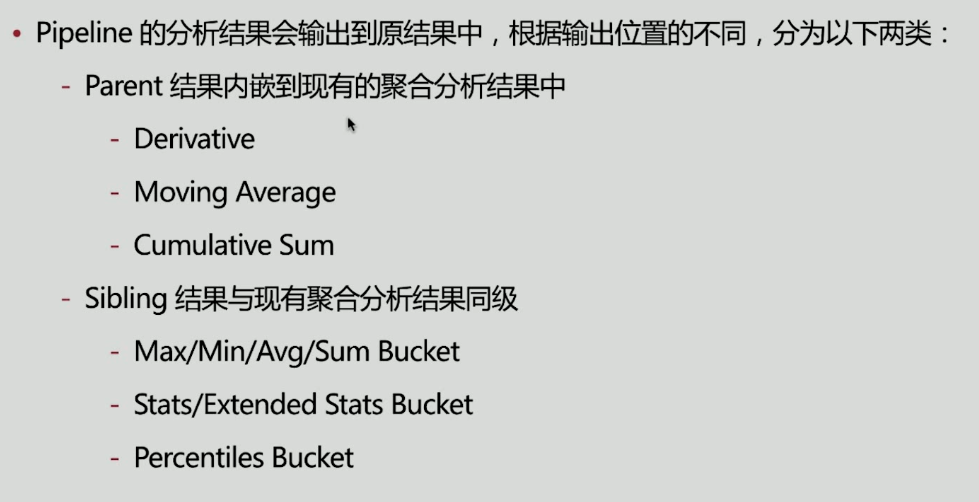 • Pipeline 的分析结果会输出到原结果中，根据输出位置的不同，分为以下两类：
- Parent 结果内嵌到现有的聚合分析结果中
- Derivative
- Moving Average
- Cumulative Sum
- Sibling 结果与现有聚合分析结果同级
- Max/Min/Avg/Sum Bucket
- Stats/Extended Stats Bucket
- Percentiles Bucket